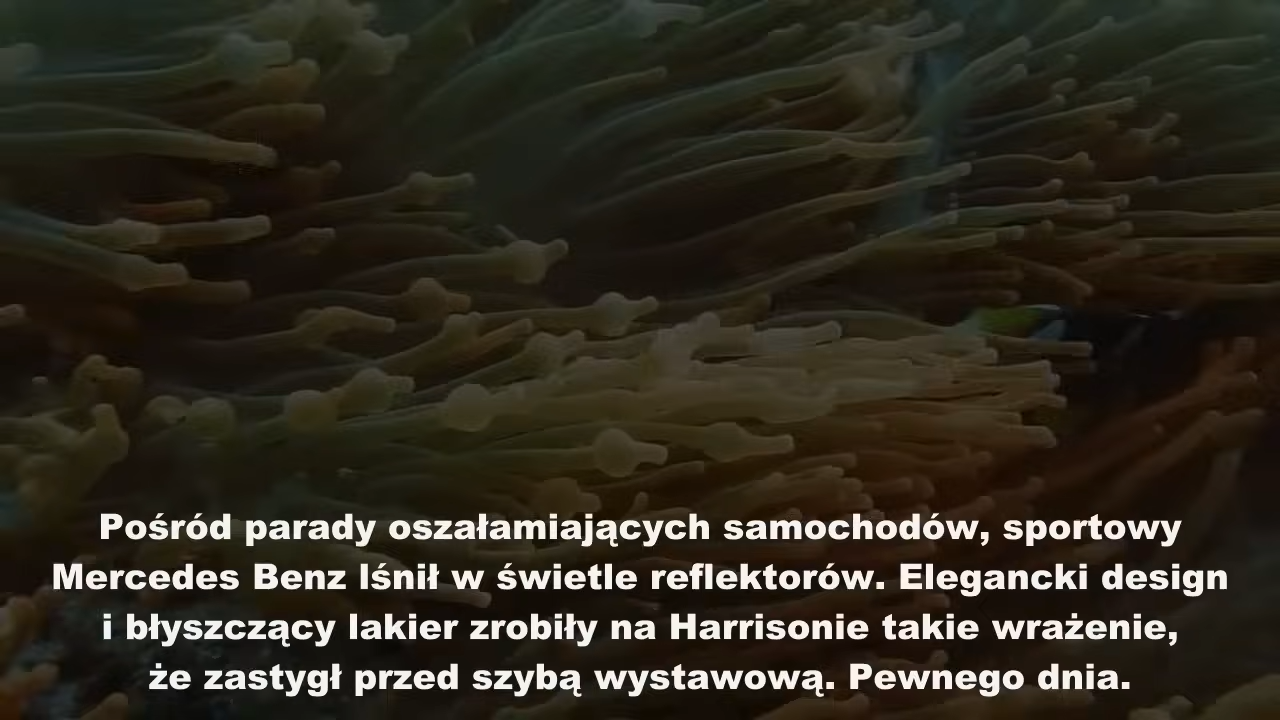 Pośród parady oszałamiających samochodów, sportowy
Mercedes Benz lśnił w świetle reflektorów. Elegancki design
i błyszczący lakier zrobiły na Harrisonie takie wrażenie,
że zastygł przed szybą wystawową. Pewnego dnia.